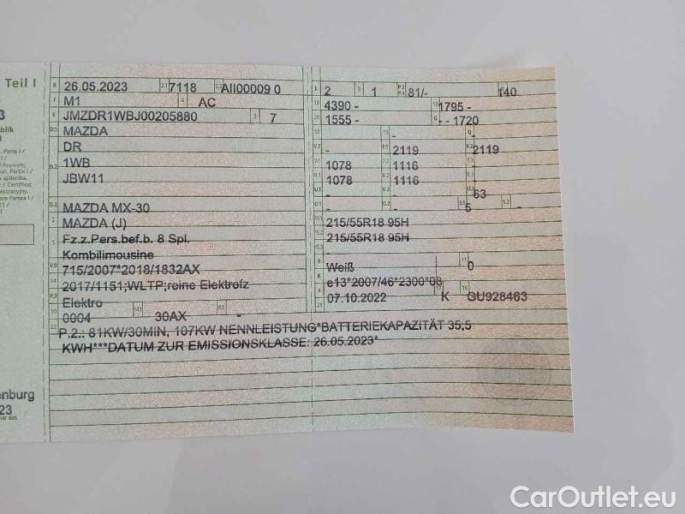 Teil I
26.05.2023 7118 AII00009 0
M1 AC
JMZDR1WBJ00205880 7
MAZDA
DR
1WB
JBW11
MAZDA MX-30
MAZDA (J)
Fz.z.Pers.bef.b. 8 Spl.
Kombilimousine
715/2007*2018/1832AX
2017/1151;WLTP;reine Elektrofz
Elektro
0004 30AX -
P.2.: 81KW/30MIN, 107KW NENNLEISTUNG*BATTERIEKAPAZITÄT 35,5
KWH***DATUM ZUR EMISSIONSKLASSE: 26.05.2023*
2 1 81/- 140
4390 - 1795 -
1555 - - - 1720
- -
- 2119 2119
1078 1116 -
1078 1116 -
- 63
- - 5 -
215/55R18 95H
215/55R18 95H
-
Weiß 0
e13*2007/46*2300*08
07.10.2022 K GU928463
nburg
23
CarOutlet.eu